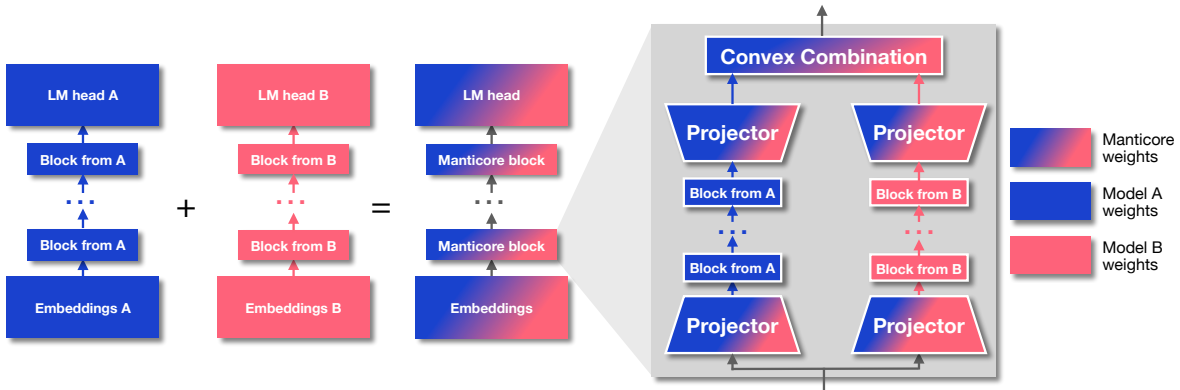 LM head A
Block from A
...
Block from A
Embeddings A
+
LM head B
Block from B
...
Block from B
Embeddings B
=
LM head
Manticore block
...
Manticore block
Embeddings
Convex Combination
Projector
Block from A
...
Block from A
Projector
Projector
Block from B
...
Block from B
Projector
Manticore
weights
Model A
weights
Model B
weights